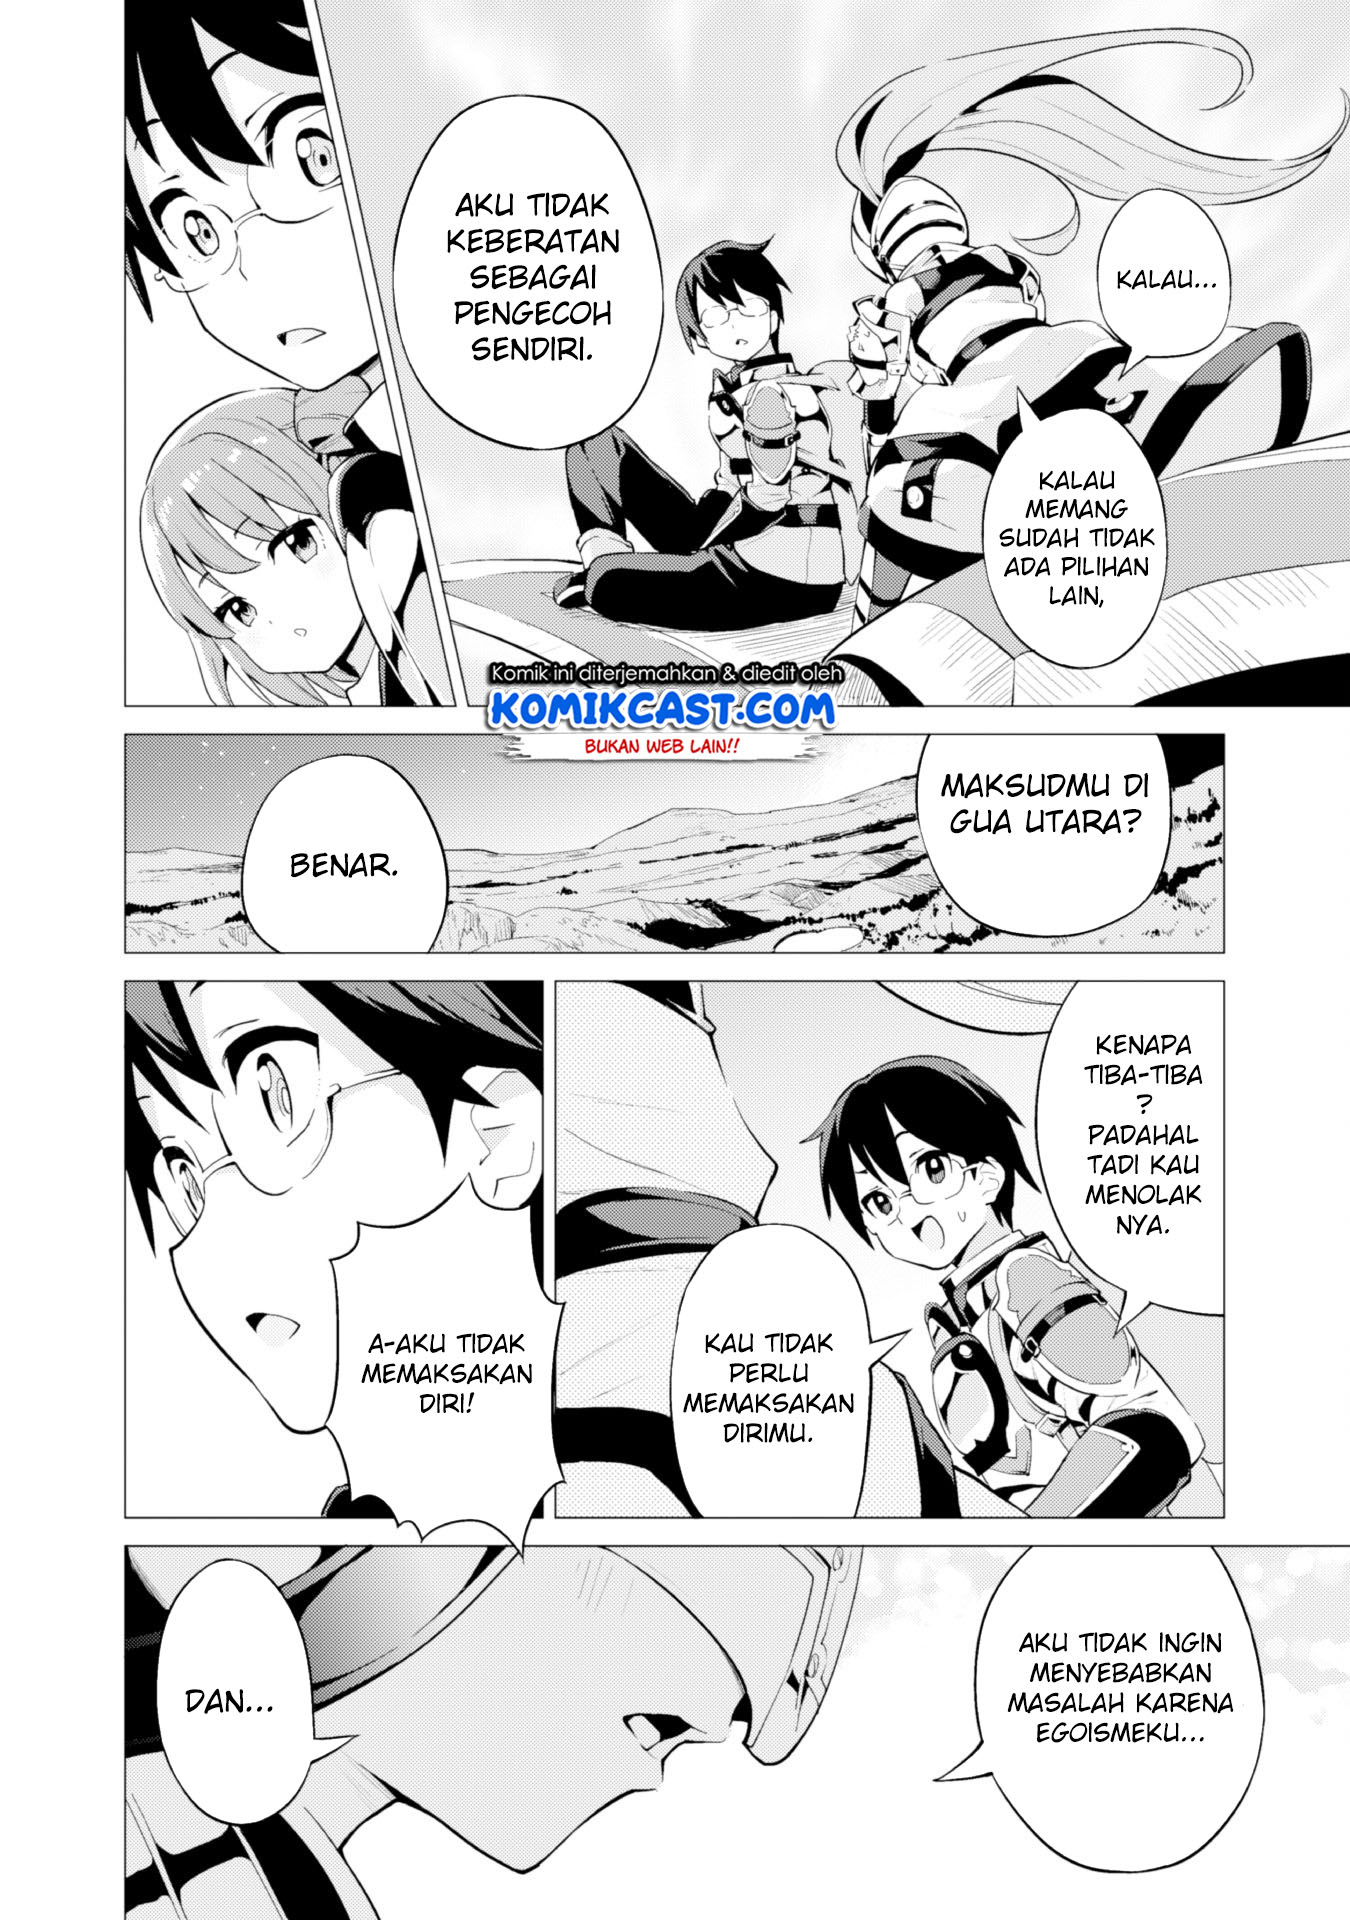 KALAU...
KALAU
MEMANG
SUDAH TIDAK
ADA PILIHAN
LAIN,
AKU TIDAK
KEBERATAN
SEBAGAI
PENGECOH
SENDIRI.
Komik ini diterjemahkan & diedit oleh
KOMIKCAST.COM
BUKAN WEB LAIN!!
MAKSUDMU DI
GUA UTARA?
BENAR.
KENAPA
TIBA-TIBA
?
PADAHAL
TADI KAU
MENOLAK
NYA.
KAU TIDAK
PERLU
MEMAKSAKAN
DIRIMU.
A-AKU TIDAK
MEMAKSAKAN
DIRI!
AKU TIDAK INGIN
MENYEBABKAN
MASALAH KARENA
EGOISMEKU...
DAN...